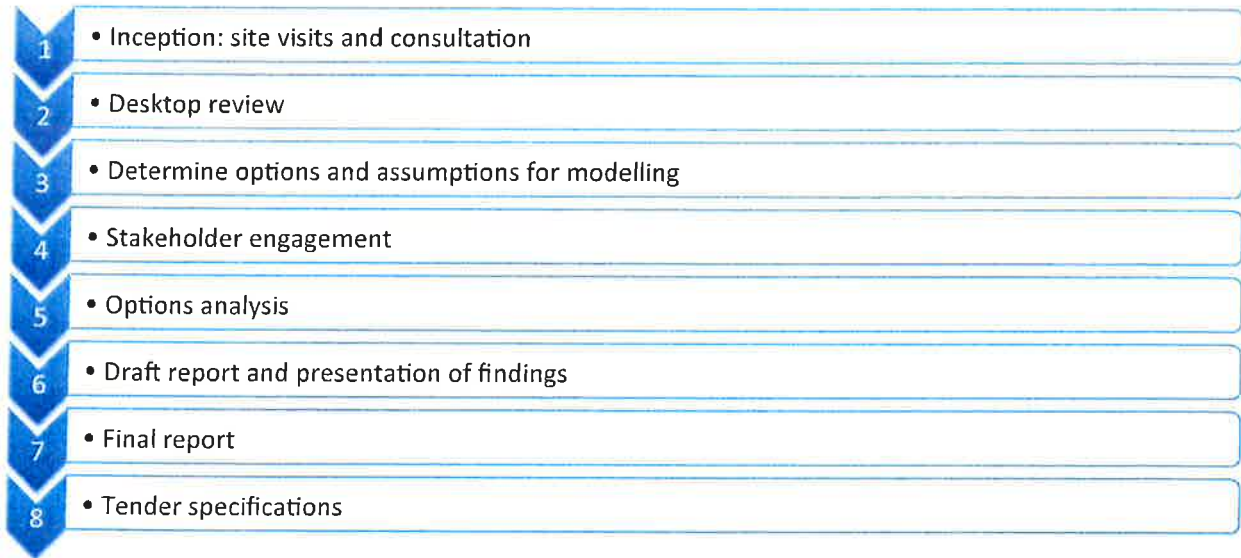 1 • Inception: site visits and consultation
2 • Desktop review
3 • Determine options and assumptions for modelling
4 • Stakeholder engagement
5 • Options analysis
6 • Draft report and presentation of findings
7 • Final report
8 • Tender specifications